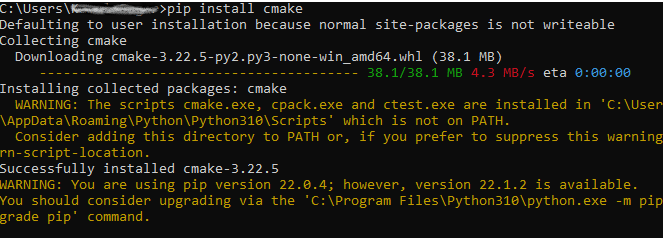 C:\Users\K>pip install cmake
Defaulting to user installation because normal site-packages is not writeable
Collecting cmake
  Downloading cmake-3.22.5-py2.py3-none-win_amd64.whl (38.1 MB)
     ---------------------------------------- 38.1/38.1 MB 4.3 MB/s eta 0:00:00
Installing collected packages: cmake
  WARNING: The scripts cmake.exe, cpack.exe and ctest.exe are installed in 'C:\User
\AppData\Roaming\Python\Python310\Scripts' which is not on PATH.
  Consider adding this directory to PATH or, if you prefer to suppress this warning
rn-script-location.
Successfully installed cmake-3.22.5
WARNING: You are using pip version 22.0.4; however, version 22.1.2 is available.
You should consider upgrading via the 'C:\Program Files\Python310\python.exe -m pip
grade pip' command.